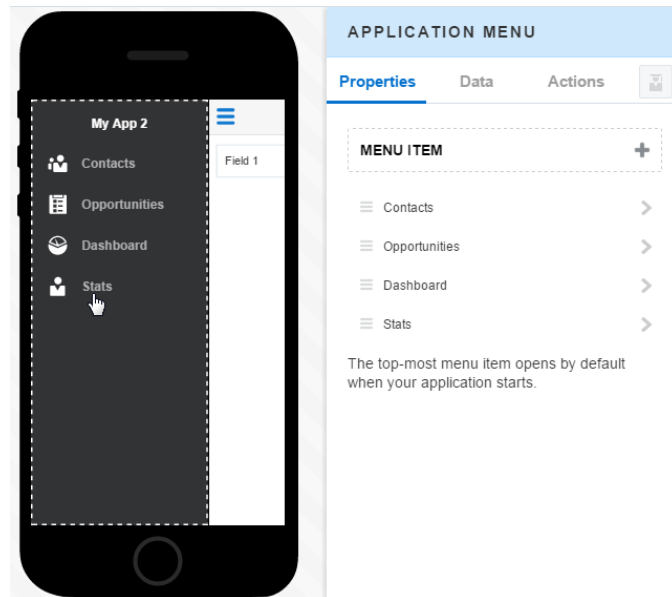 My App 2
Contacts
Opportunities
Dashboard
Stats
Field 1
APPLICATION MENU
Properties Data Actions
MENU ITEM
Contacts
Opportunities
Dashboard
Stats
The top-most menu item opens by default
when your application starts.